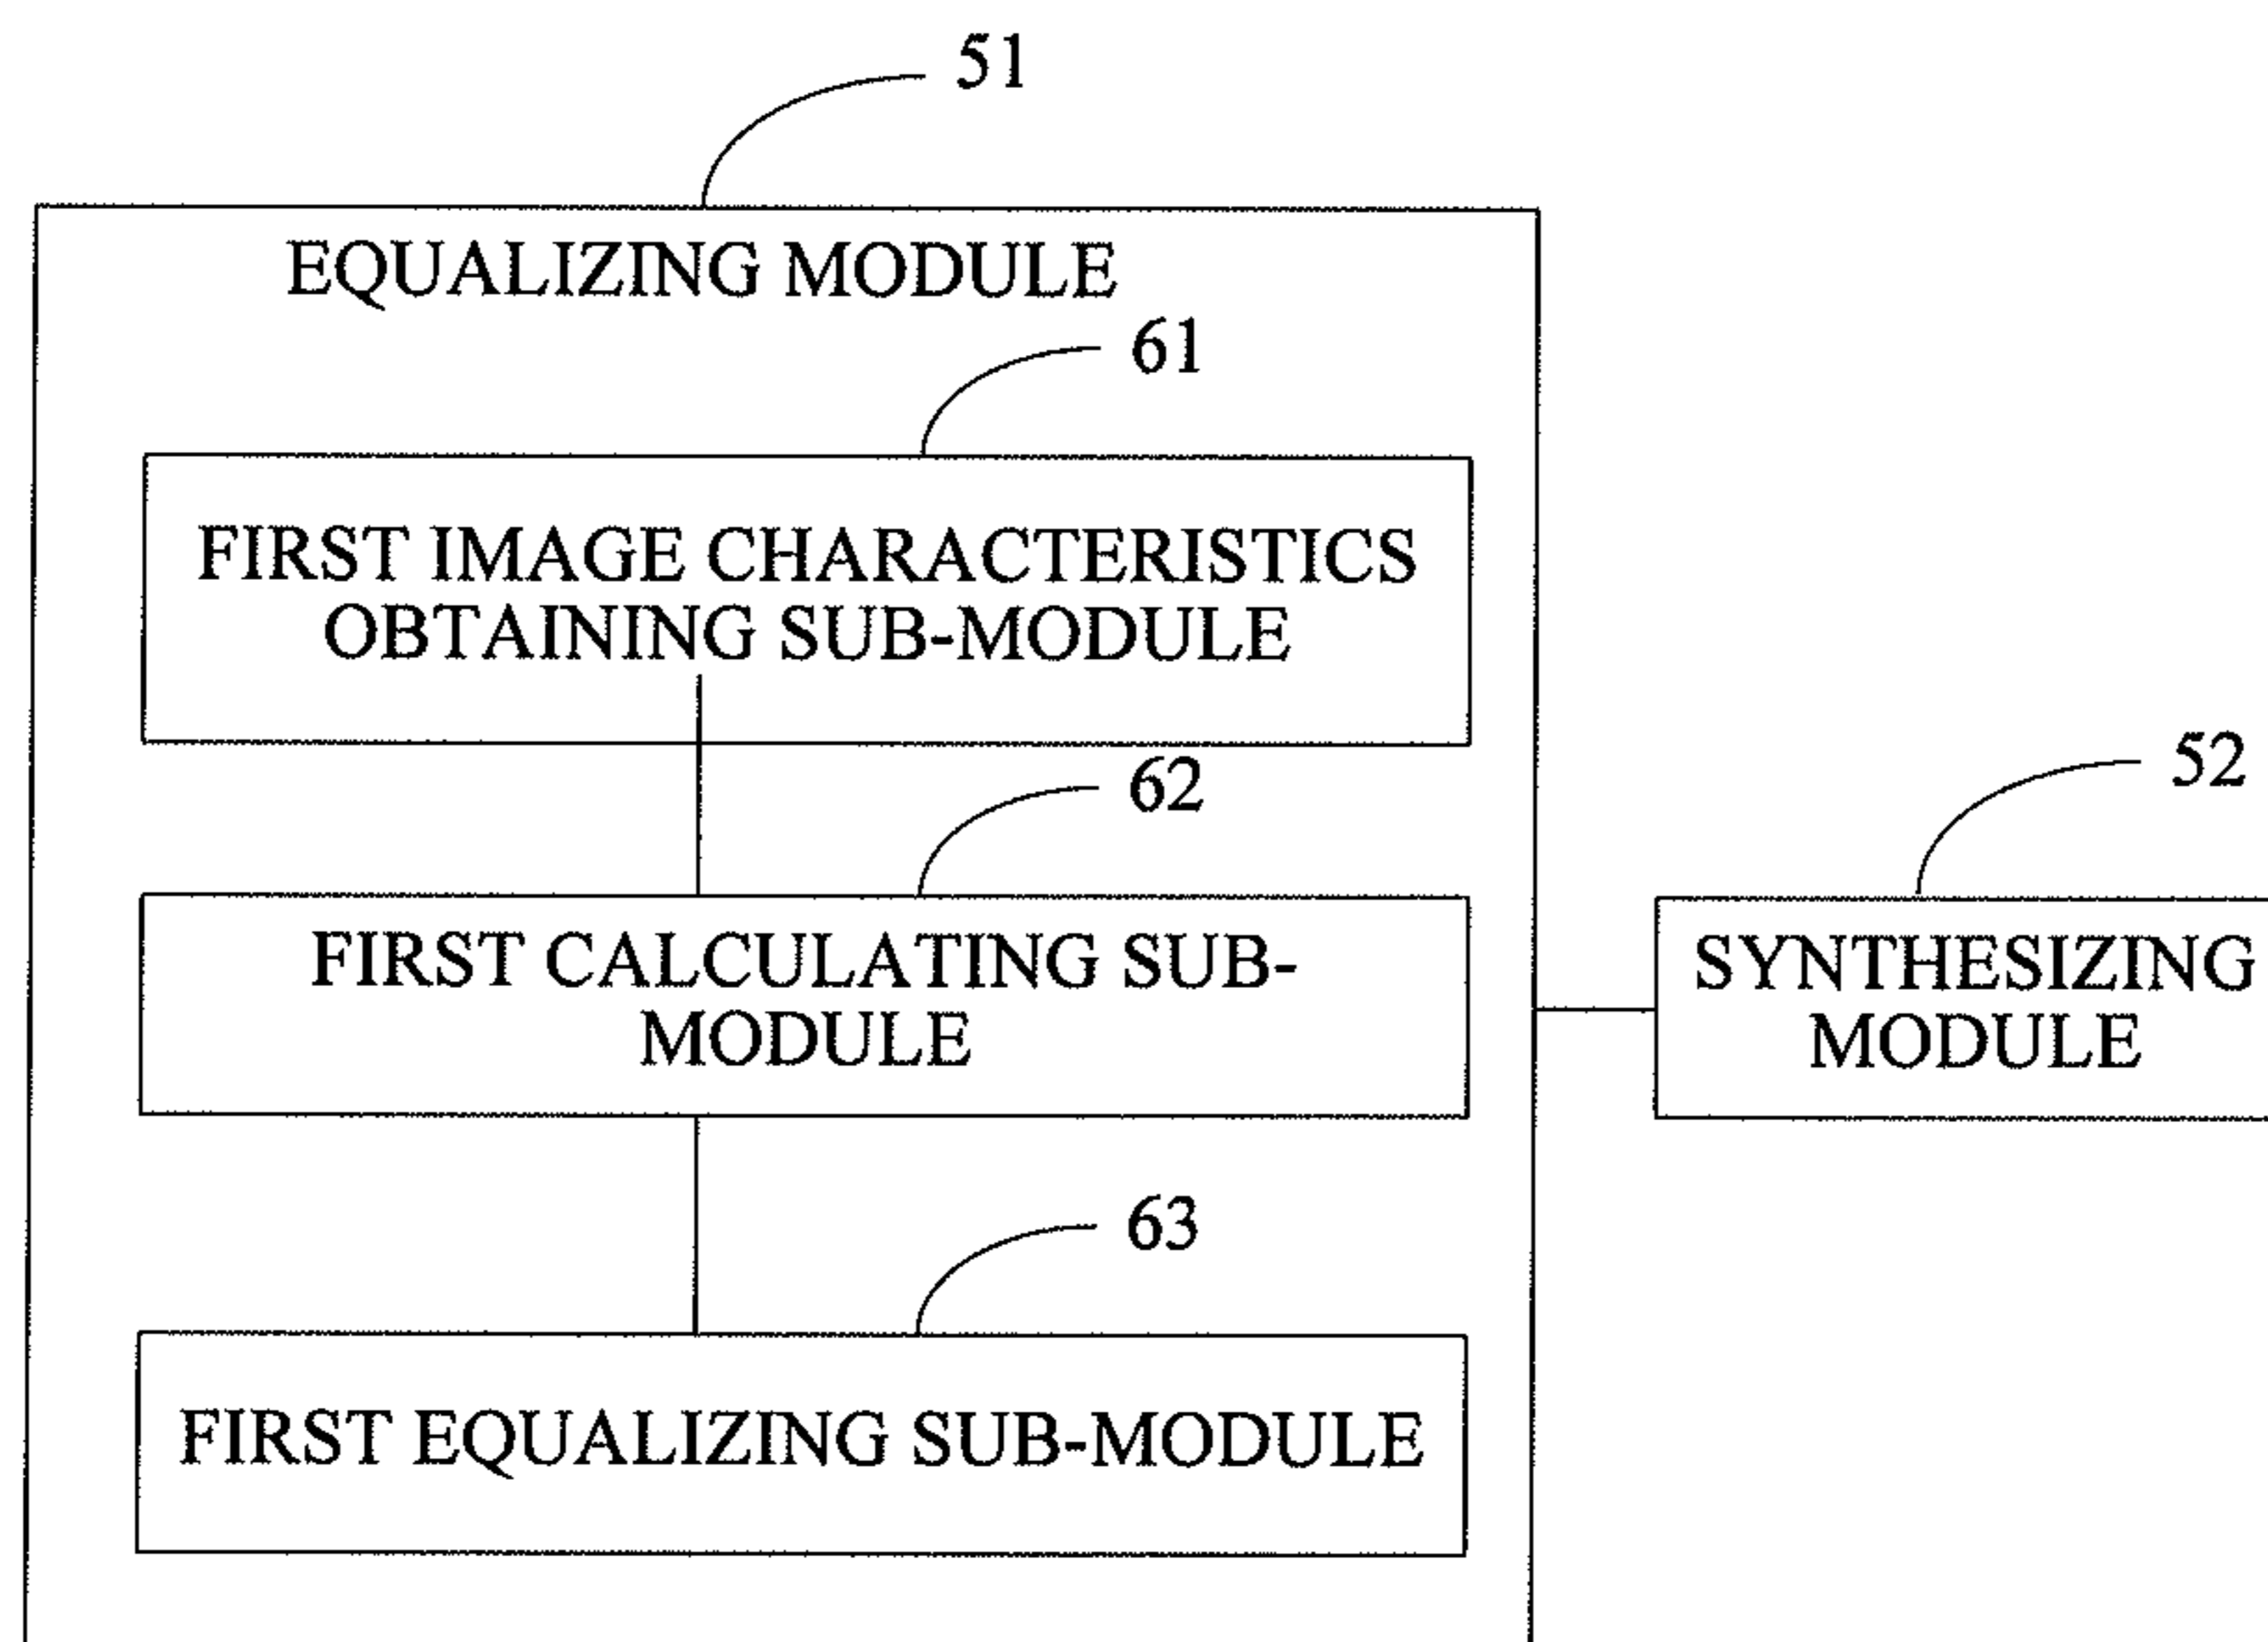 51
EQUALIZING MODULE
61
FIRST IMAGE CHARACTERISTICS
OBTAINING SUB-MODULE
62
FIRST CALCULATING SUB-
MODULE
63
FIRST EQUALIZING SUB-MODULE
52
SYNTHESIZING
MODULE